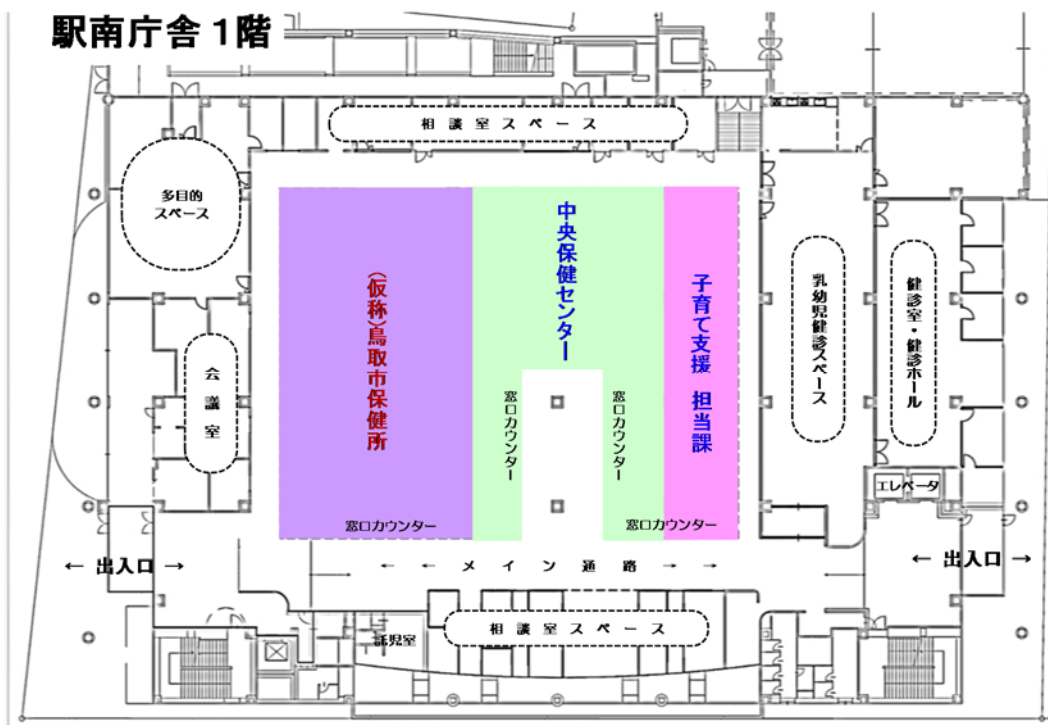 駅南庁舎 1階
相談室スペース
多目的
スペース
中央保健センター
(仮称)鳥取市保健所
子育て支援 担当課
乳幼児健診スペース
健診室・健診ホール
会議室
窓口カウンター
窓口カウンター
エレベータ
窓口カウンター
窓口カウンター
← 出入口 →
← ← メイン通路 → →
← 出入口 →
託児室
相談室スペース